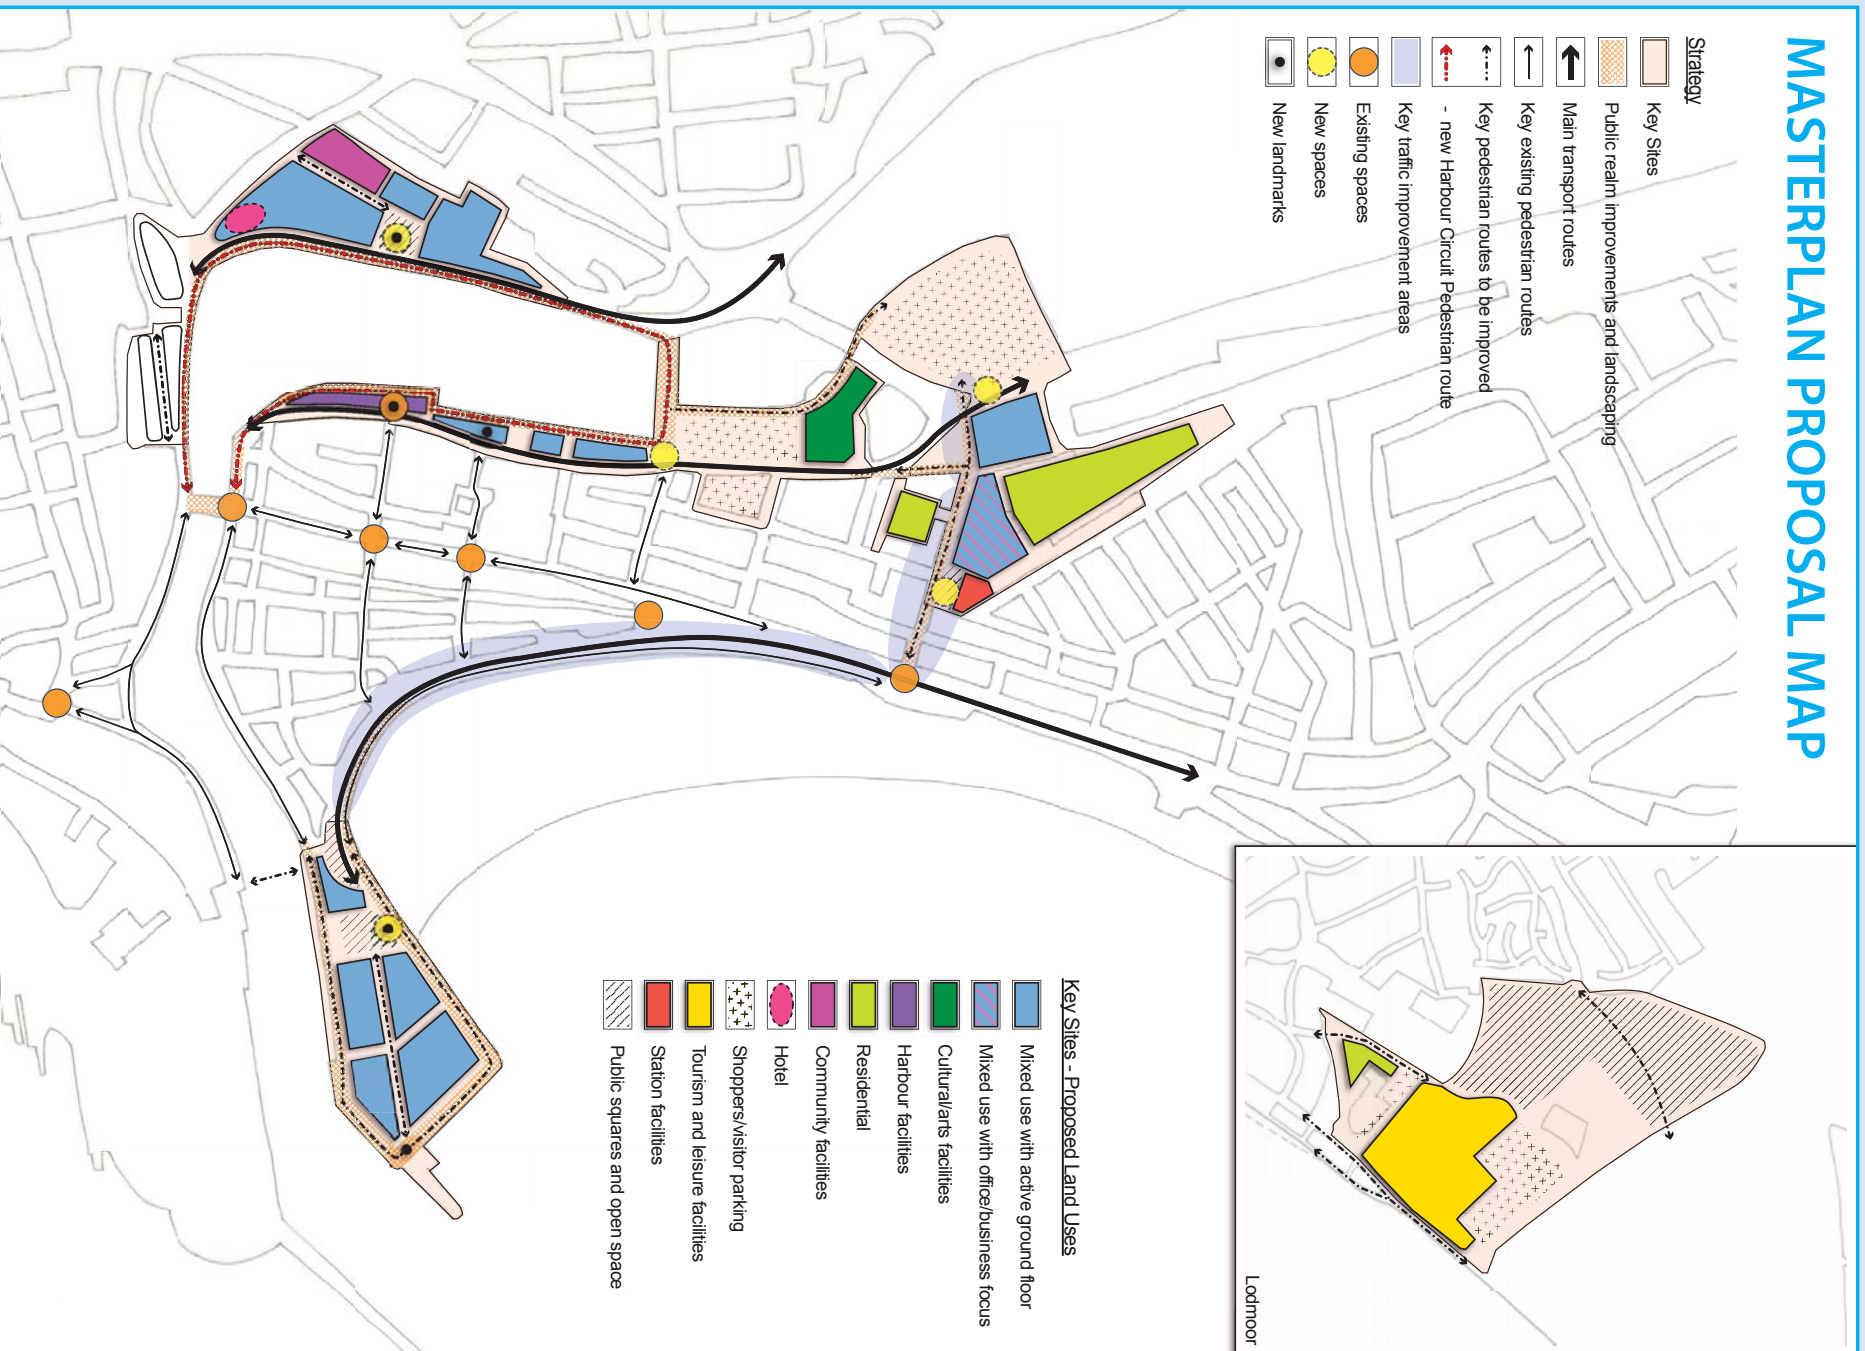 MASTERPLAN PROPOSAL MAP
Strategy
Key Sites
Public realm improvements and landscaping
Main transport routes
Key existing pedestrian routes
Key pedestrian routes to be improved
- new Harbour Circuit Pedestrian route
Key traffic improvement areas
Existing spaces
New spaces
New landmarks
Key Sites - Proposed Land Uses
Mixed use with active ground floor
Mixed use with office/business focus
Cultural/arts facilities
Harbour facilities
Residential
Community facilities
Hotel
Shoppers/visitor parking
Tourism and leisure facilities
Station facilities
Public squares and open space
Lodmoor